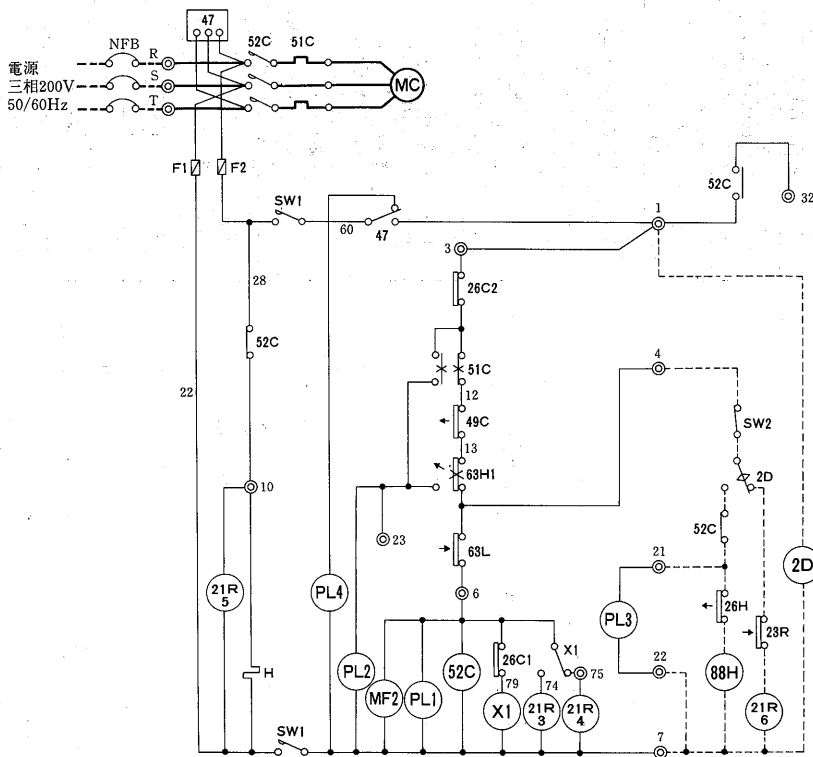 47
NFB
R
52C
51C
電源
三相200V
50/60Hz
S
T
MC
F1
F2
SW1
60
47
1
52C
32
3
26C2
28
52C
51C
4
22
12
49C
SW2
13
63H1
2D
10
23
52C
63L
21
2D
21R
5
PL4
6
PL3
26H
23R
PL2
MF2
PL1
52C
26C1
X1
75
22
88H
H
79
74
X1
21R
3
21R
4
21R
6
SW1
7